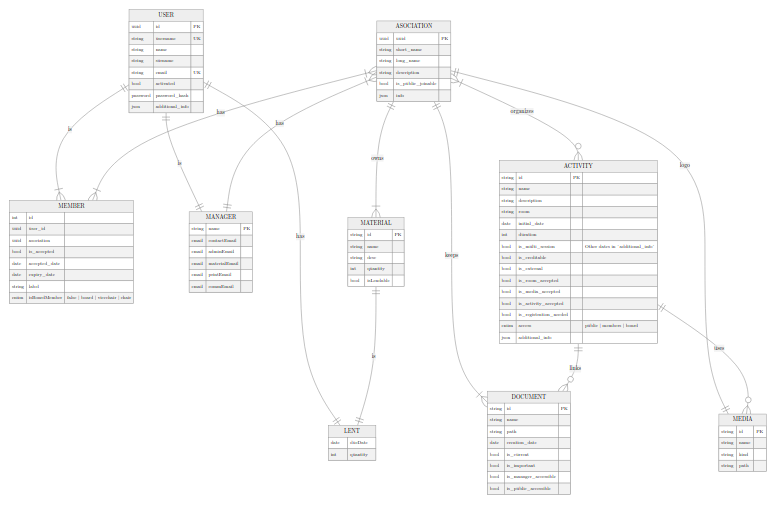 USER
uuid id PK
string username UK
string name
string surname
string email UK
bool activated
password password_hash
json additional_info
ASOCIATION
uuid uuid PK
string short_name
string long_name
string description
bool is_public_joinable
json info
is
has
has
is
owns
organizes
logo
keeps
has
is
links
uses
MEMBER
int id
uuid user_id
uuid asociation
bool is_accepted
date accepted_date
date expiry_date
string label
enum isBoardMember false | board | vicechair | chair
MANAGER
string name PK
email contactEmail
email adminEmail
email materialEmail
email printEmail
email roomsEmail
MATERIAL
string id PK
string name
string desc
int quantity
bool isLendable
ACTIVITY
string id PK
string name
string description
string room
date initial_date
int duration
bool is_multi_session Other dates in 'additional_info'
bool is_creditable
bool is_external
bool is_room_accepted
bool is_media_accepted
bool is_activity_accepted
bool is_registration_needed
enum access public | members | board
json additional_info
LENT
date dueDate
int quantity
DOCUMENT
string id PK
string name
string path
date creation_date
bool is_current
bool is_important
bool is_manager_accessible
bool is_public_accessible
MEDIA
string id PK
string name
string kind
string path